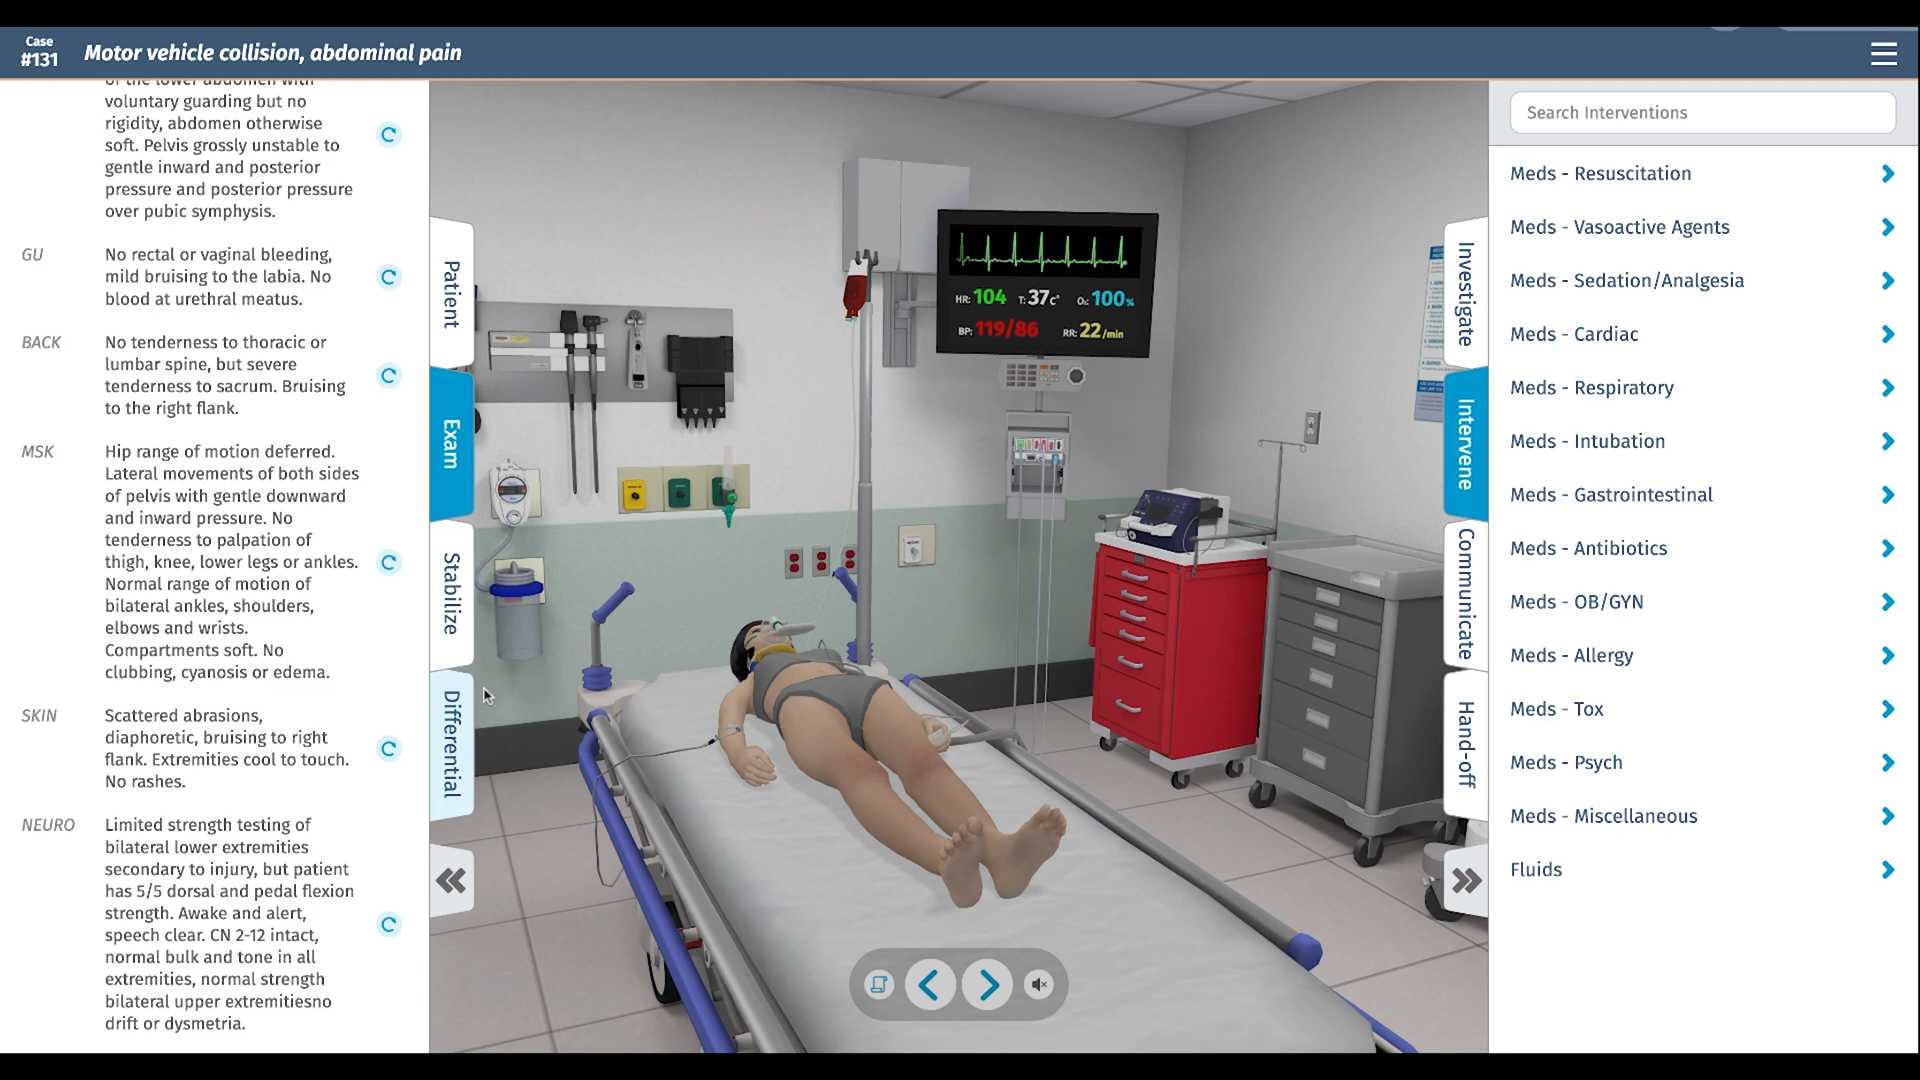 Case
#131
Motor vehicle collision, abdominal pain
of the lower abdomen with
voluntary guarding but no
rigidity, abdomen otherwise
soft. Pelvis grossly unstable to
gentle inward and posterior
pressure and posterior pressure
over pubic symphysis.
GU
No rectal or vaginal bleeding,
mild bruising to the labia. No
blood at urethral meatus.
BACK
No tenderness to thoracic or
lumbar spine, but severe
tenderness to sacrum. Bruising
to the right flank.
MSK
Hip range of motion deferred.
Lateral movements of both sides
of pelvis with gentle downward
and inward pressure. No
tenderness to palpation of
thigh, knee, lower legs or ankles.
Normal range of motion of
bilateral ankles, shoulders,
elbows and wrists.
Compartments soft. No
clubbing, cyanosis or edema.
SKIN
Scattered abrasions,
diaphoretic, bruising to right
flank. Extremities cool to touch.
No rashes.
NEURO
Limited strength testing of
bilateral lower extremities
secondary to injury, but patient
has 5/5 dorsal and pedal flexion
strength. Awake and alert,
speech clear. CN 2-12 intact,
normal bulk and tone in all
extremities, normal strength
bilateral upper extremitiesno
drift or dysmetria.
Patient
Exam
Stabilize
Differential
HR: 104 T: 37c° O₂: 100%
BP: 119/86 RR: 22/min
Investigate
Intervene
Communicate
Hand-off
Search Interventions
Meds - Resuscitation
Meds - Vasoactive Agents
Meds - Sedation/Analgesia
Meds - Cardiac
Meds - Respiratory
Meds - Intubation
Meds - Gastrointestinal
Meds - Antibiotics
Meds - OB/GYN
Meds - Allergy
Meds - Tox
Meds - Psych
Meds - Miscellaneous
Fluids